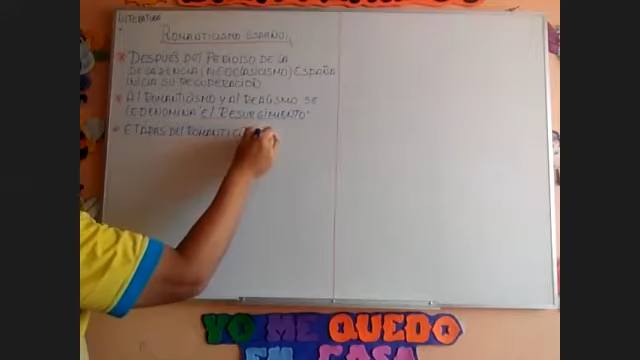 LITERATURA
ROMANTICISMO ESPAÑOL
* DESPUÉS DEL PERIODO DE LA
DECADENCIA (NEOCLASICISMO) ESPAÑA
INICIA SU RECUPERACIÓN
* Al ROMANTICISMO y Al REALISMO SE
lE DENOMINA "El RESURGIMIENTO"
* ETAPAS DEl ROMANTICI
YO ME QUEDO
EN CASA